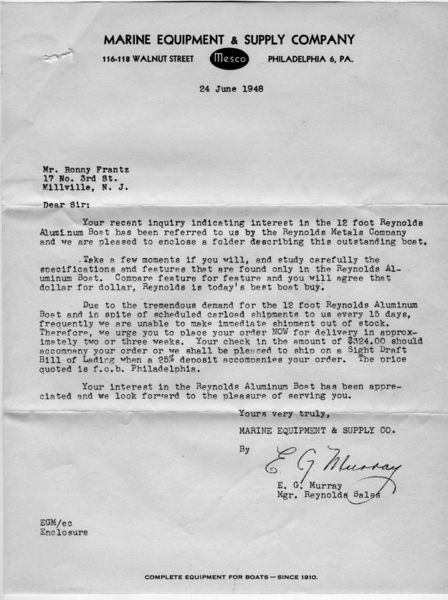 MARINE EQUIPMENT & SUPPLY COMPANY
116-118 WALNUT STREET Mesco PHILADELPHIA 6, PA.
24 June 1948
Mr. Ronny Frantz
17 No. 3rd St.
Millville, N. J.
Dear Sir:
Your recent inquiry indicating interest in the 12 foot Reynolds
Aluminum Boat has been referred to us by the Reynolds Metals Company
and we are pleased to enclose a folder describing this outstanding boat.
Take a few moments if you will, and study carefully the
specifications and features that are found only in the Reynolds Al-
uminum Boat. Compare feature for feature and you will agree that
dollar for dollar, Reynolds is today's best boat buy.
Due to the tremendous demand for the 12 foot Reynolds Aluminum
Boat and in spite of scheduled carload shipments to us every 15 days,
frequently we are unable to make immediate shipment out of stock.
Therefore, we urge you to place your order NOW for delivery in approx-
imately two or three weeks. Your check in the amount of $324.00 should
accompany your order or we shall be pleased to ship on a Sight Draft
Bill of Lading when a 25% deposit accompanies your order. The price
quoted is f.o.b. Philadelphia.
Your interest in the Reynolds Aluminum Boat has been appre-
ciated and we look forward to the pleasure of serving you.
Yours very truly,
MARINE EQUIPMENT & SUPPLY CO.
By
E G Murray
E. G. Murray
Mgr. Reynolds Sales
EGM/ec
Enclosure
COMPLETE EQUIPMENT FOR BOATS—SINCE 1910.